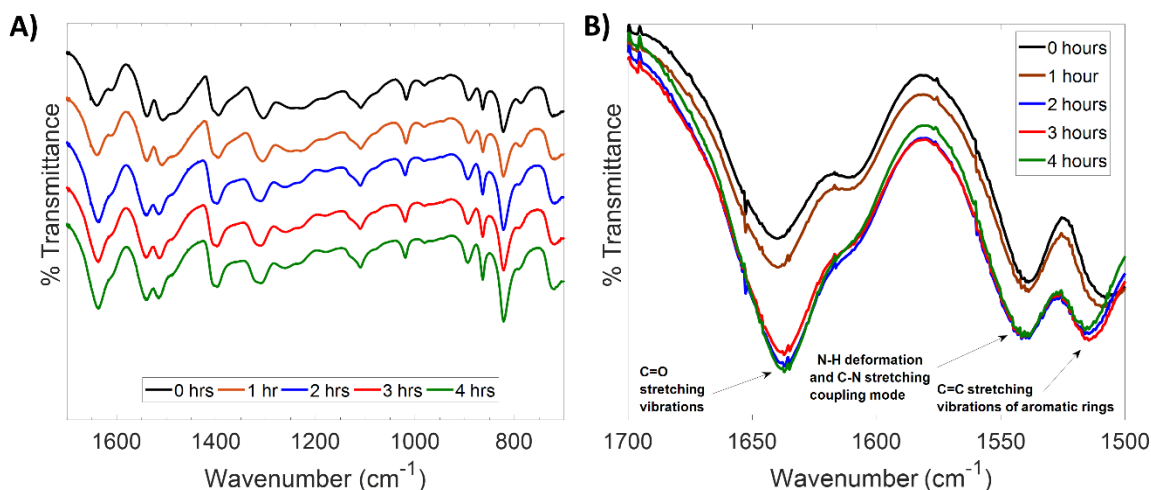 A)
% Transmittance
0 hrs 1 hr 2 hrs 3 hrs 4 hrs
1600 1400 1200 1000 800
Wavenumber (cm-1)
B)
% Transmittance
0 hours
1 hour
2 hours
3 hours
4 hours
C=O
stretching
vibrations
N-H deformation
and C-N stretching
coupling mode
C=C stretching
vibrations of aromatic rings
1700 1650 1600 1550 1500
Wavenumber (cm-1)